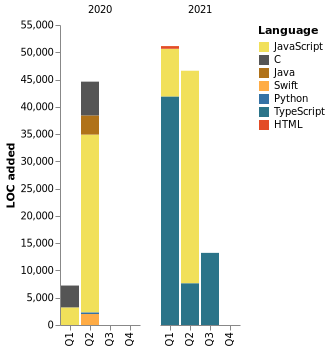 2020
2021
LOC added
55,000
50,000
45,000
40,000
35,000
30,000
25,000
20,000
15,000
10,000
5,000
0
Q1
Q2
Q3
Q4
Q1
Q2
Q3
Q4
Language
JavaScript
C
Java
Swift
Python
TypeScript
HTML